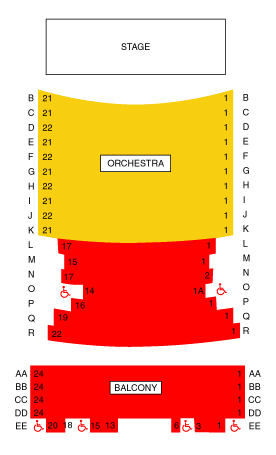 STAGE
B 21 1 B
C 21 1 C
D 22 1 D
E 21 1 E
F 22 1 F
ORCHESTRA
G 21 1 G
H 22 1 H
I 21 1 I
J 22 1 J
K 21 1 K
L 17 1 L
M 15 1 M
N 17 2 N
O 14 1A O
P 16 1 P
Q 19 1 Q
R 22 1 R
AA 24 1 AA
BB 24 BALCONY 1 BB
CC 24 1 CC
DD 24 1 DD
EE 20 18 15 13 6 3 1 EE